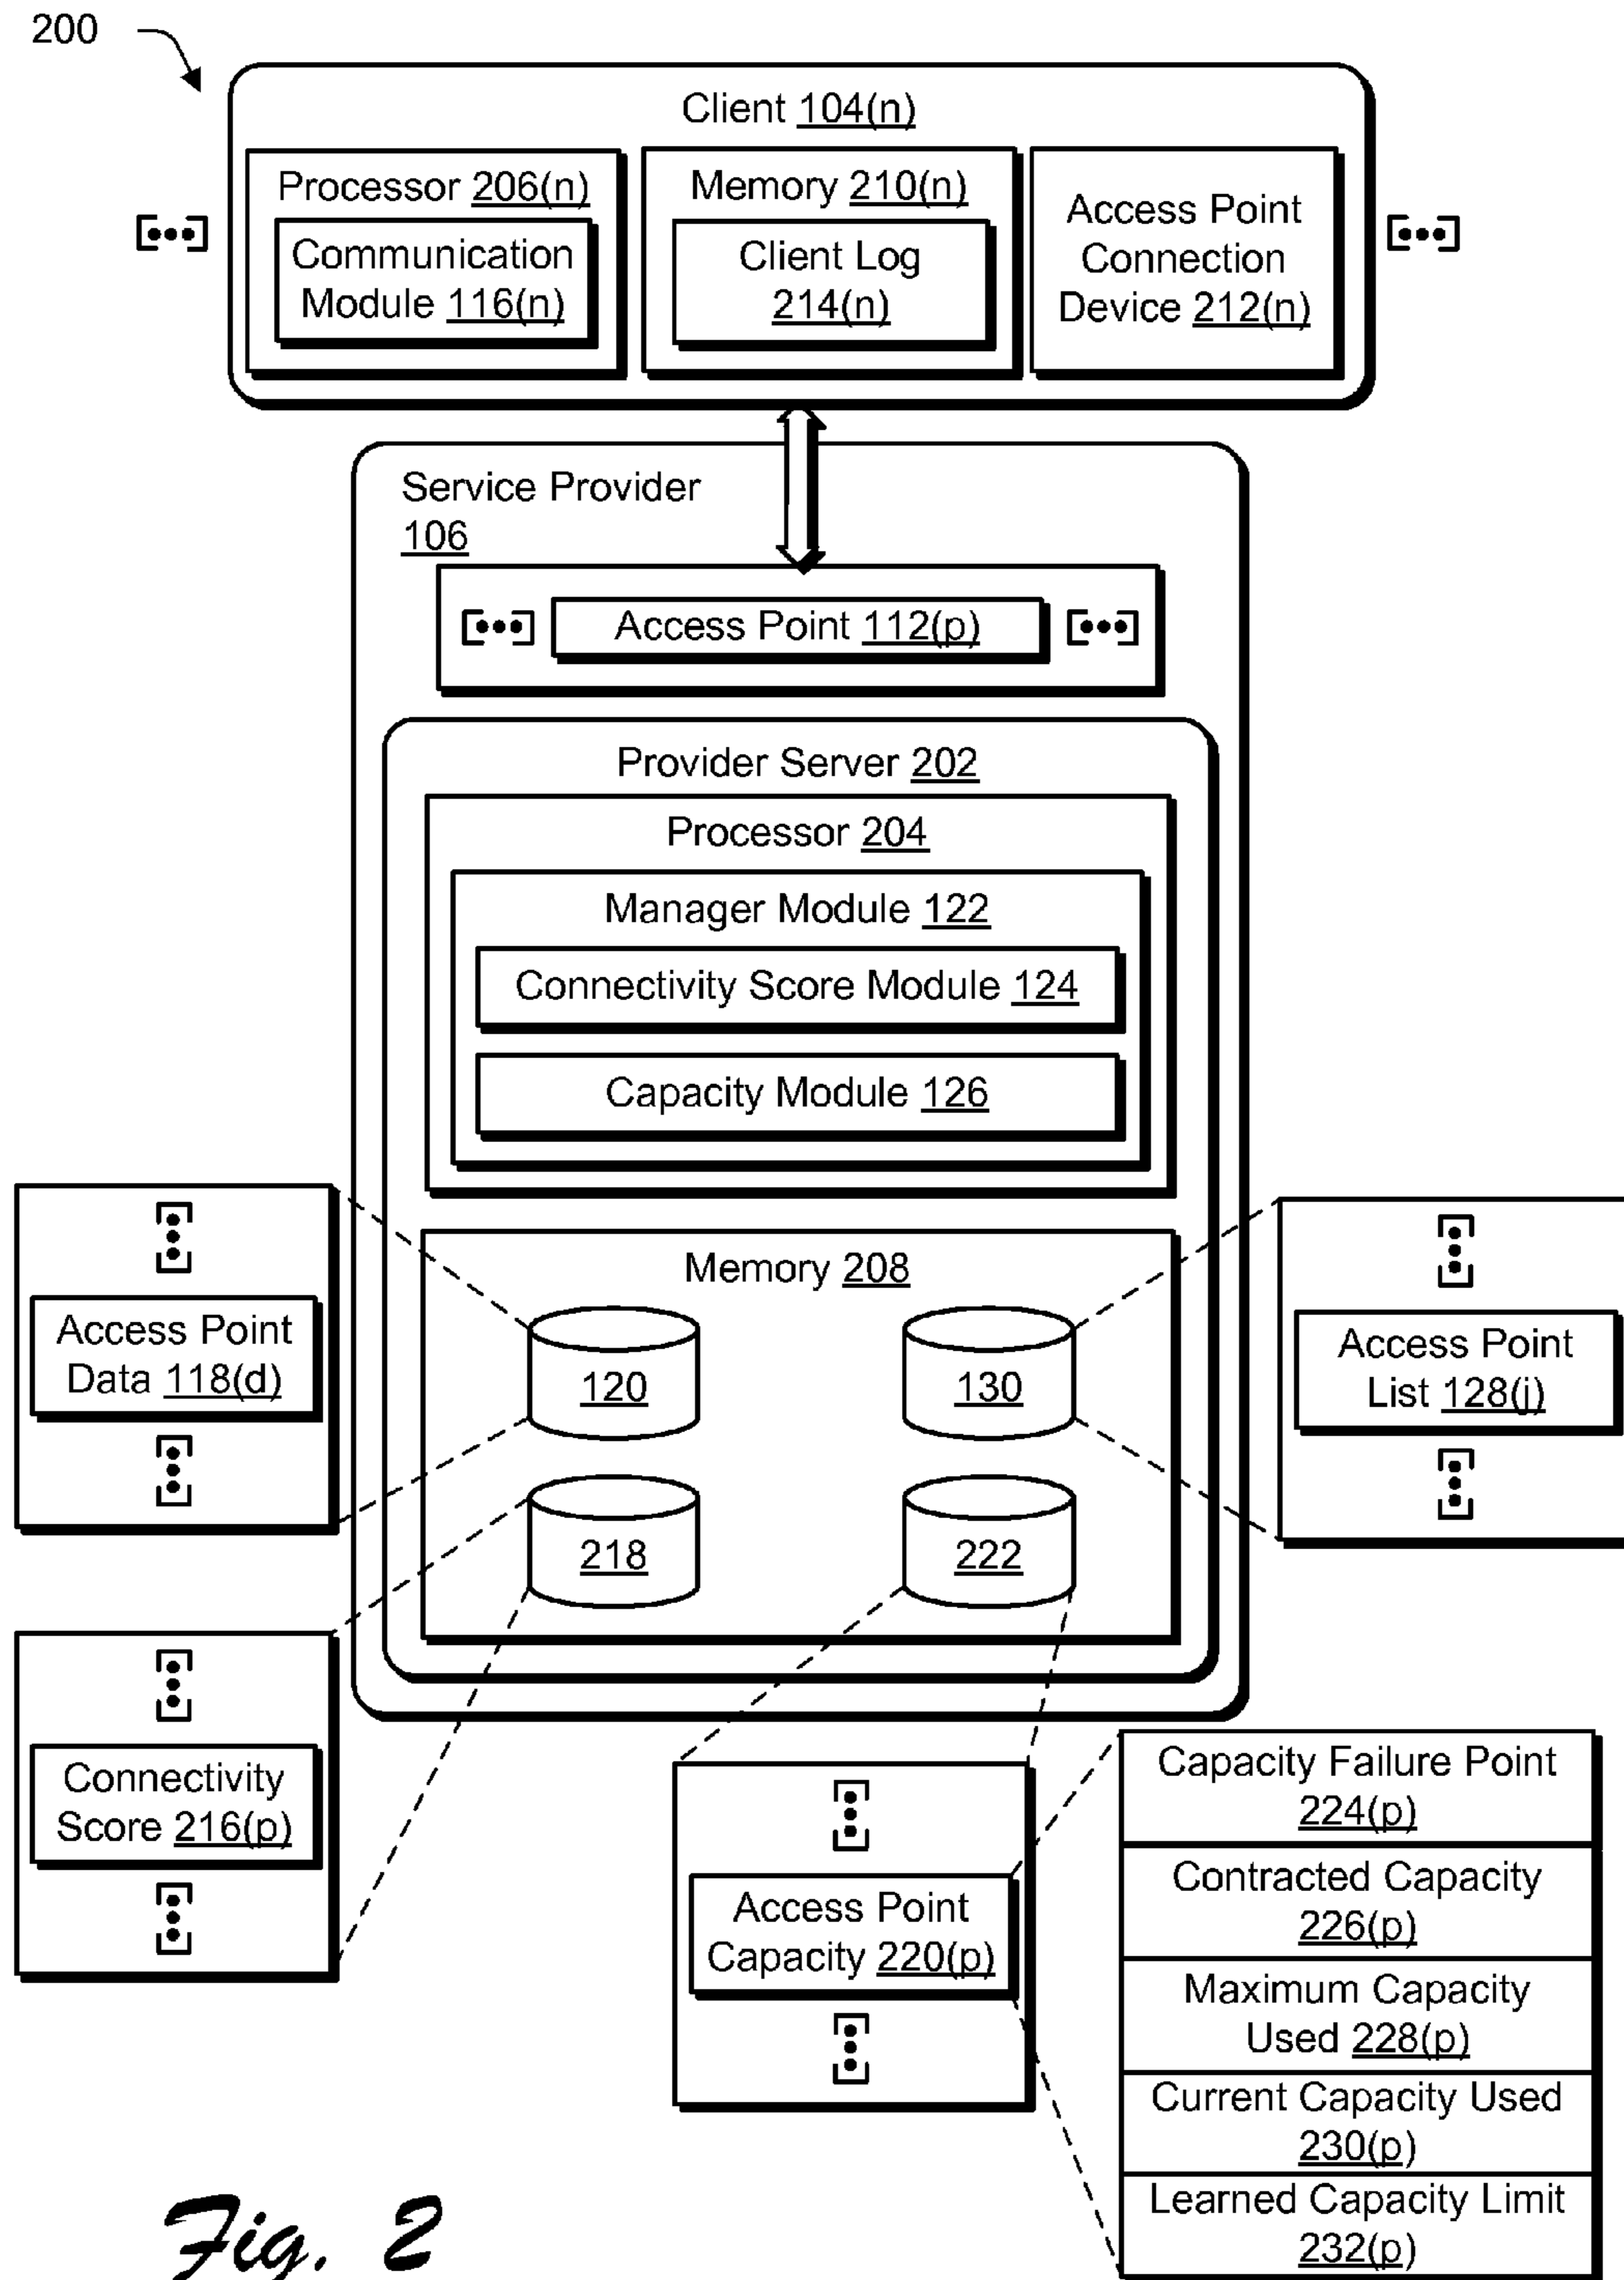 200
Client 104(n)
Processor 206(n)
Communication
Module 116(n)
Memory 210(n)
Client Log
214(n)
Access Point
Connection
Device 212(n)
Service Provider
106
Access Point 112(p)
Provider Server 202
Processor 204
Manager Module 122
Connectivity Score Module 124
Capacity Module 126
Memory 208
120
130
218
222
Access Point
Data 118(d)
Access Point
List 128(j)
Connectivity
Score 216(p)
Access Point
Capacity 220(p)
Capacity Failure Point
224(p)
Contracted Capacity
226(p)
Maximum Capacity
Used 228(p)
Current Capacity Used
230(p)
Learned Capacity Limit
232(p)
Fig. 2